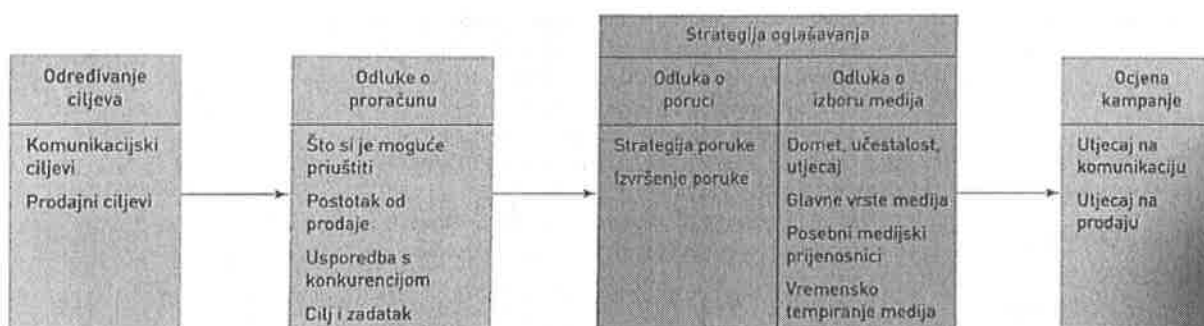 Određivanje
ciljeva
Komunikacijski
ciljevi
Prodajni ciljevi
Odluke o
proračunu
Što si je moguće
priuštiti
Postotak od
prodaje
Usporedba s
konkurencijom
Cilj i zadatak
Strategija oglašavanja
Odluka o
poruci
Strategija poruke
Izvršenje poruke
Odluka o
izboru medija
Domet, učestalost,
utjecaj
Glavne vrste medija
Posebni medijski
prijenosnici
Vremensko
tempiranje medija
Ocjena
kampanje
Utjecaj na
komunikaciju
Utjecaj na
prodaju